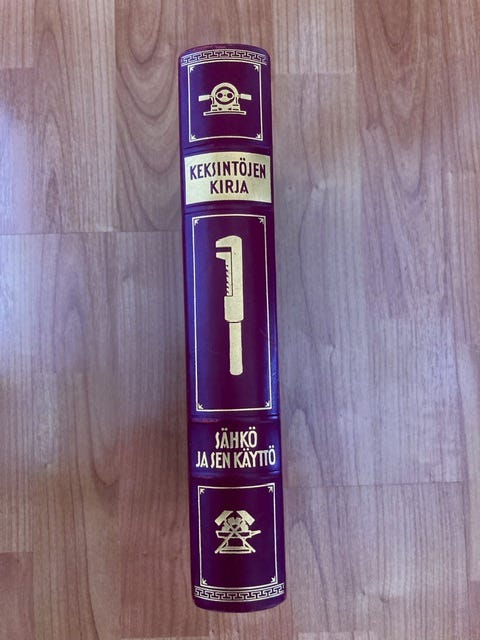 KEKSINTÖJEN
KIRJA
SÄHKÖ
JA SEN KÄYTTÖ